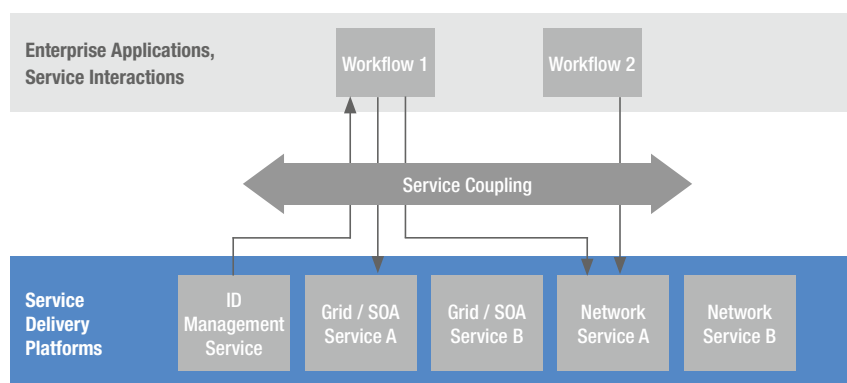 Enterprise Applications,
Service Interactions
Workflow 1
Workflow 2
Service Coupling
Service
Delivery
Platforms
ID
Management
Service
Grid / SOA
Service A
Grid / SOA
Service B
Network
Service A
Network
Service B